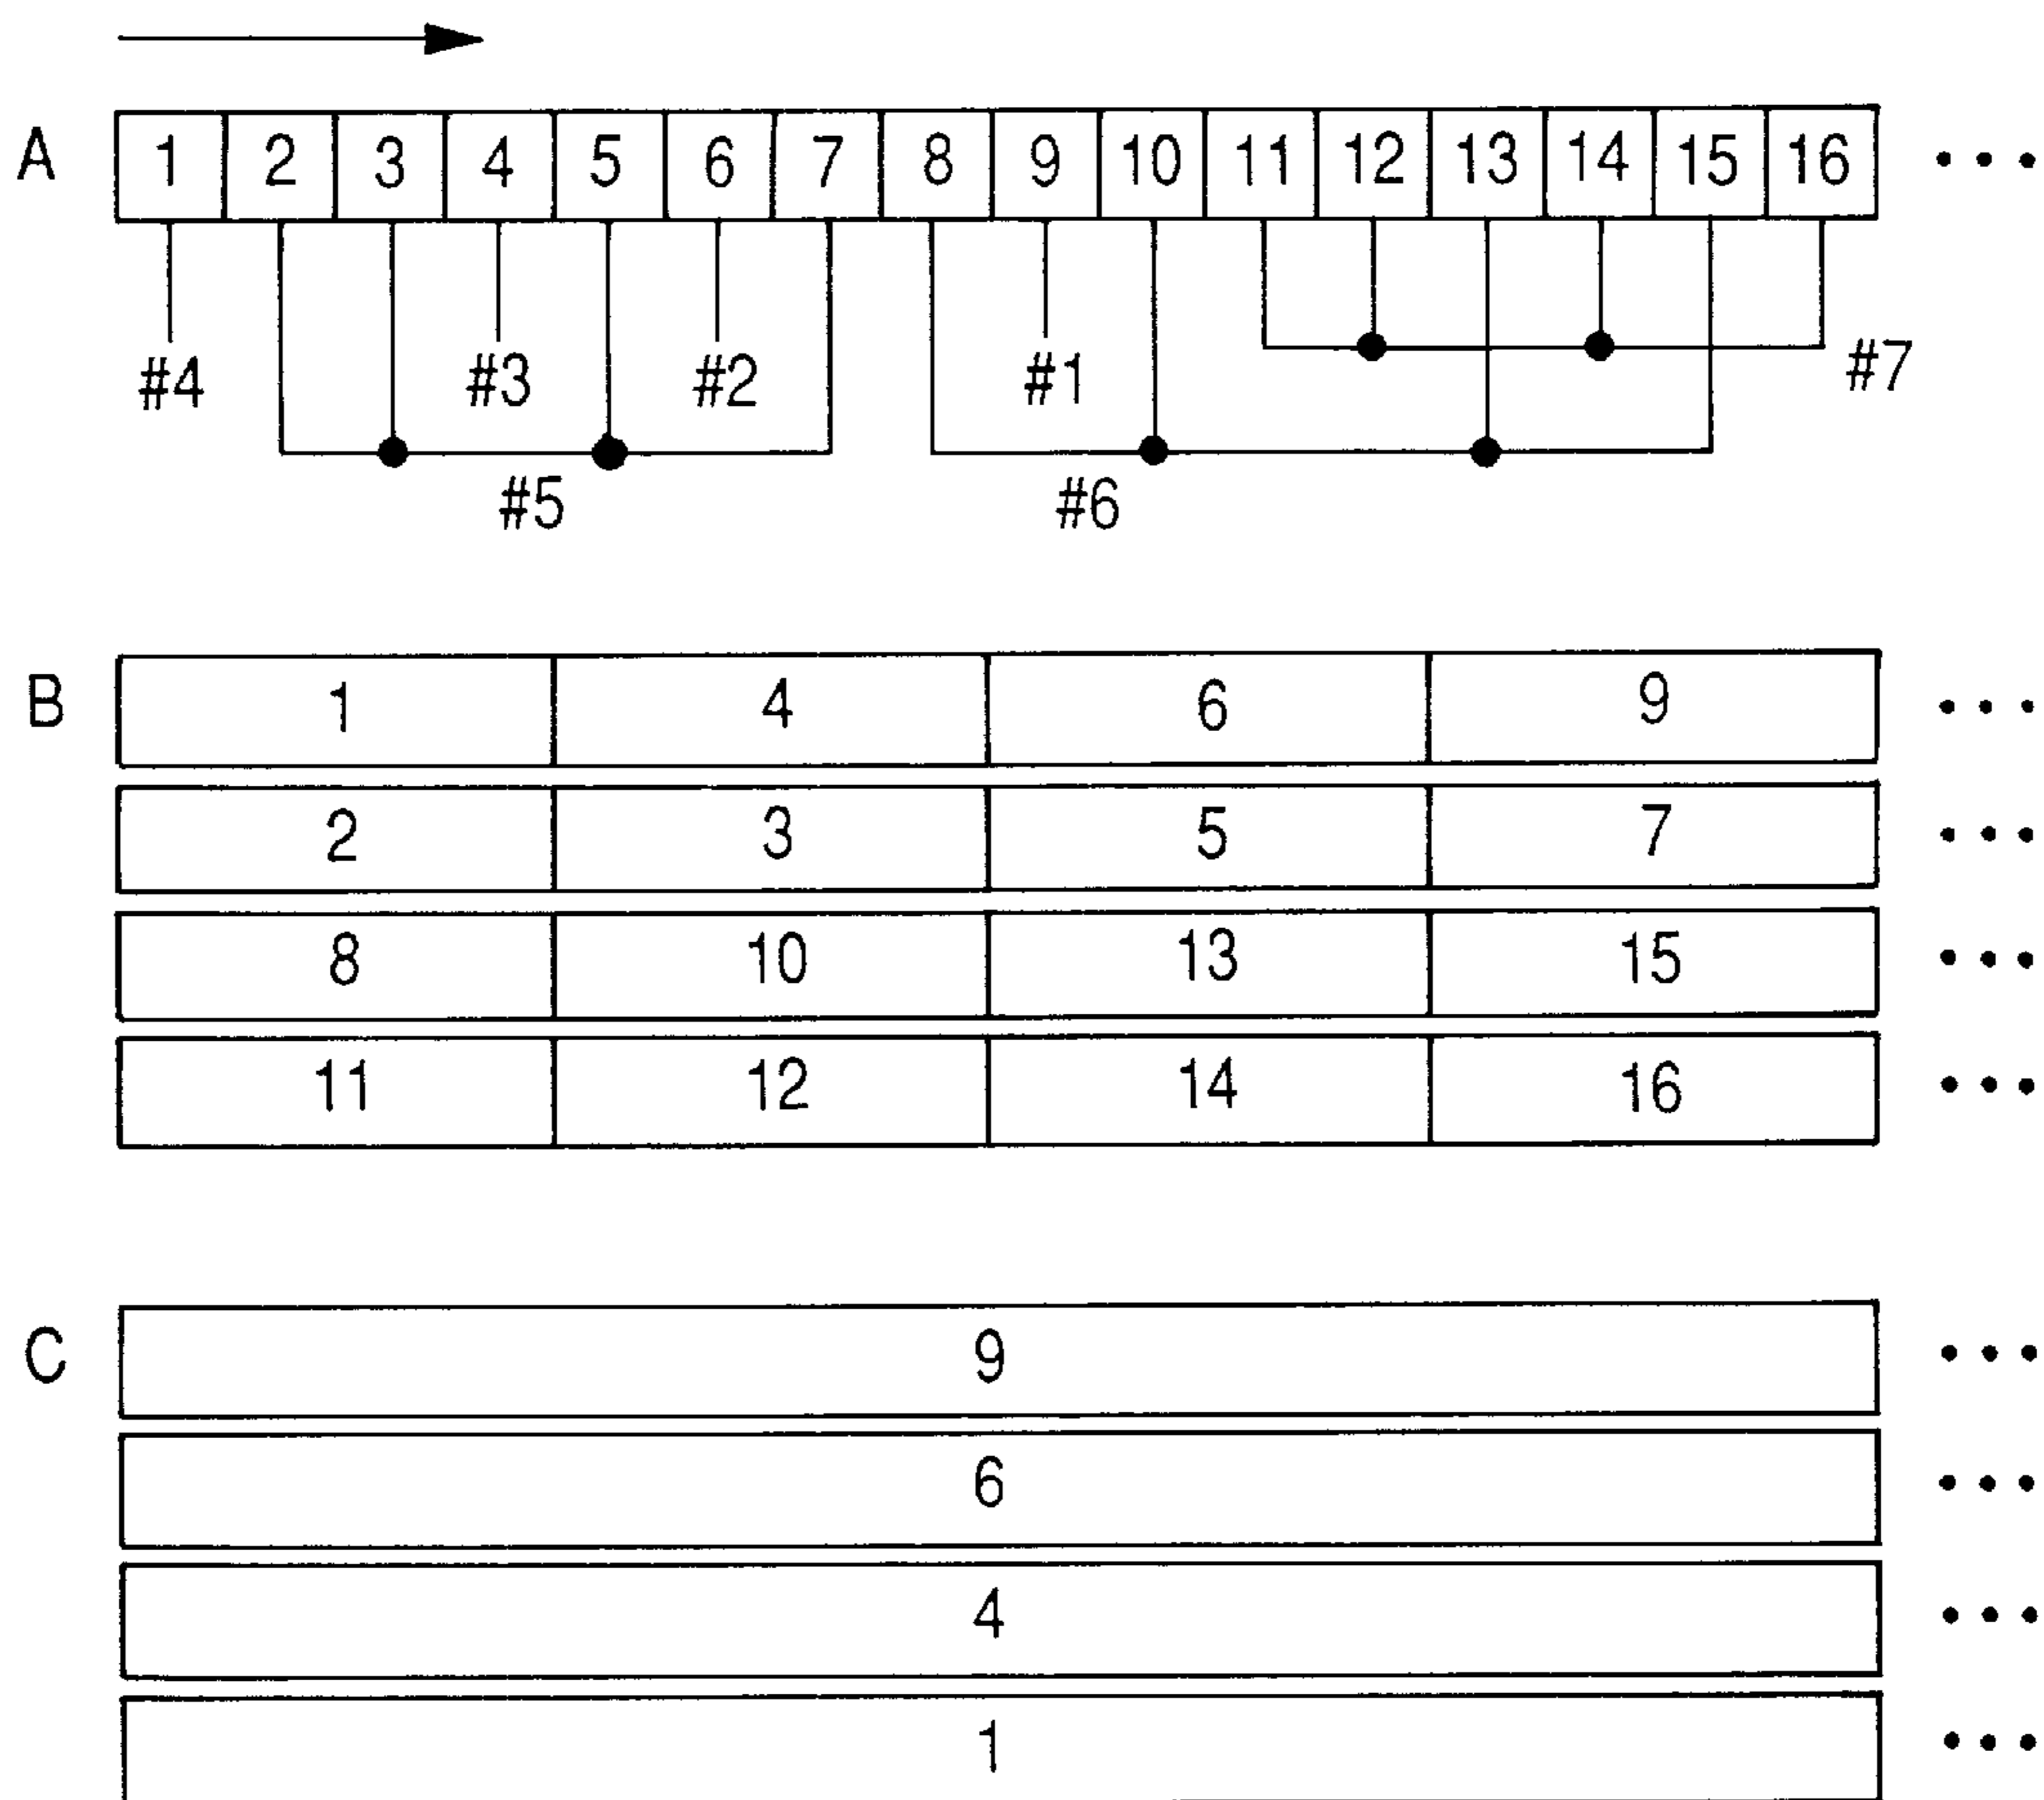 A 1 2 3 4 5 6 7 8 9 10 11 12 13 14 15 16 • • •
#4 #3 #2 #1 #7
#5 #6
B 1 4 6 9 • • •
2 3 5 7 • • •
8 10 13 15 • • •
11 12 14 16 • • •
C 9 • • •
6 • • •
4 • • •
1 • • •